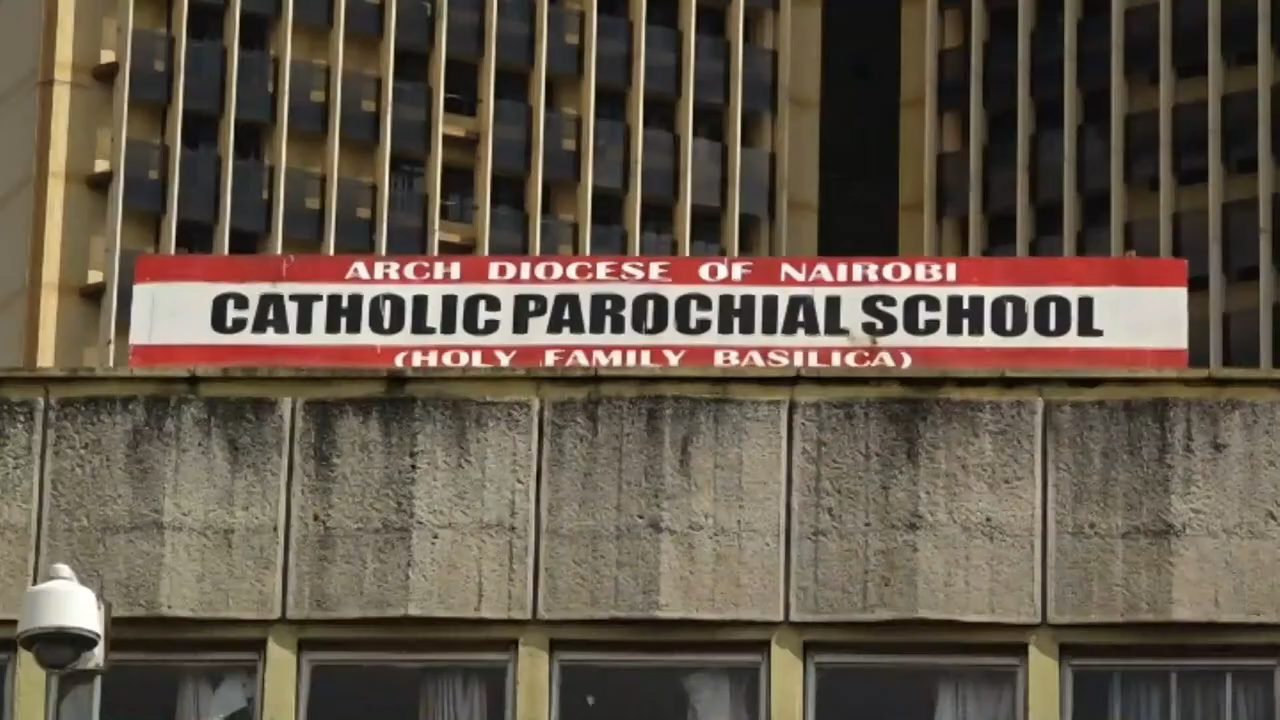 ARCH DIOCESE OF NAIROBI
CATHOLIC PAROCHIAL SCHOOL
(HOLY FAMILY BASILICA)